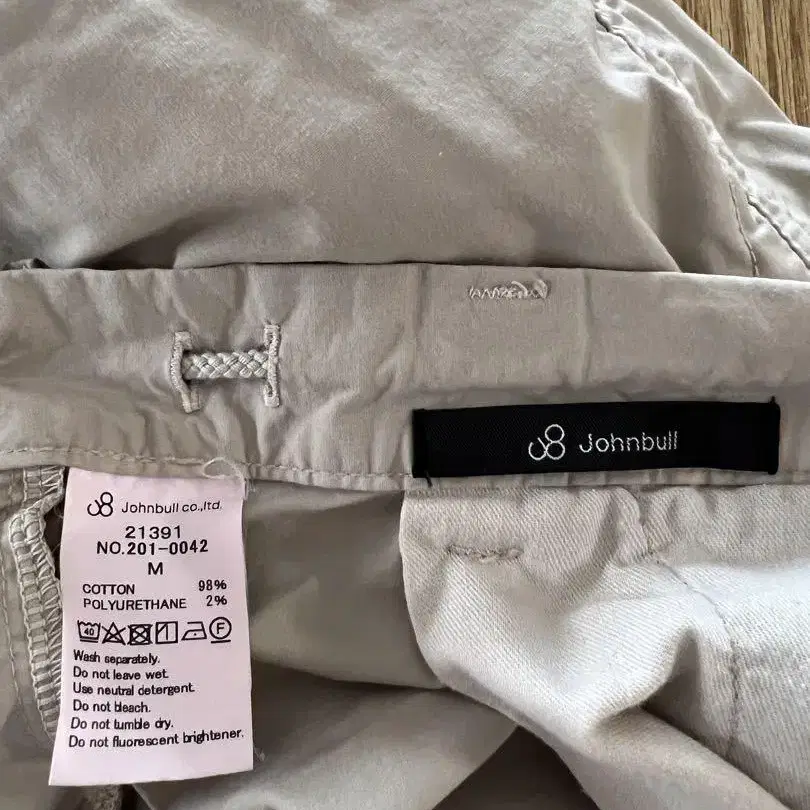 Johnbull
Johnbull co.,ltd.
21391
NO.201-0042
M
COTTON 98%
POLYURETHANE 2%
40 F
Wash separately.
Do not leave wet.
Use neutral detergent.
Do not bleach.
Do not tumble dry.
Do not fluorescent brightener.